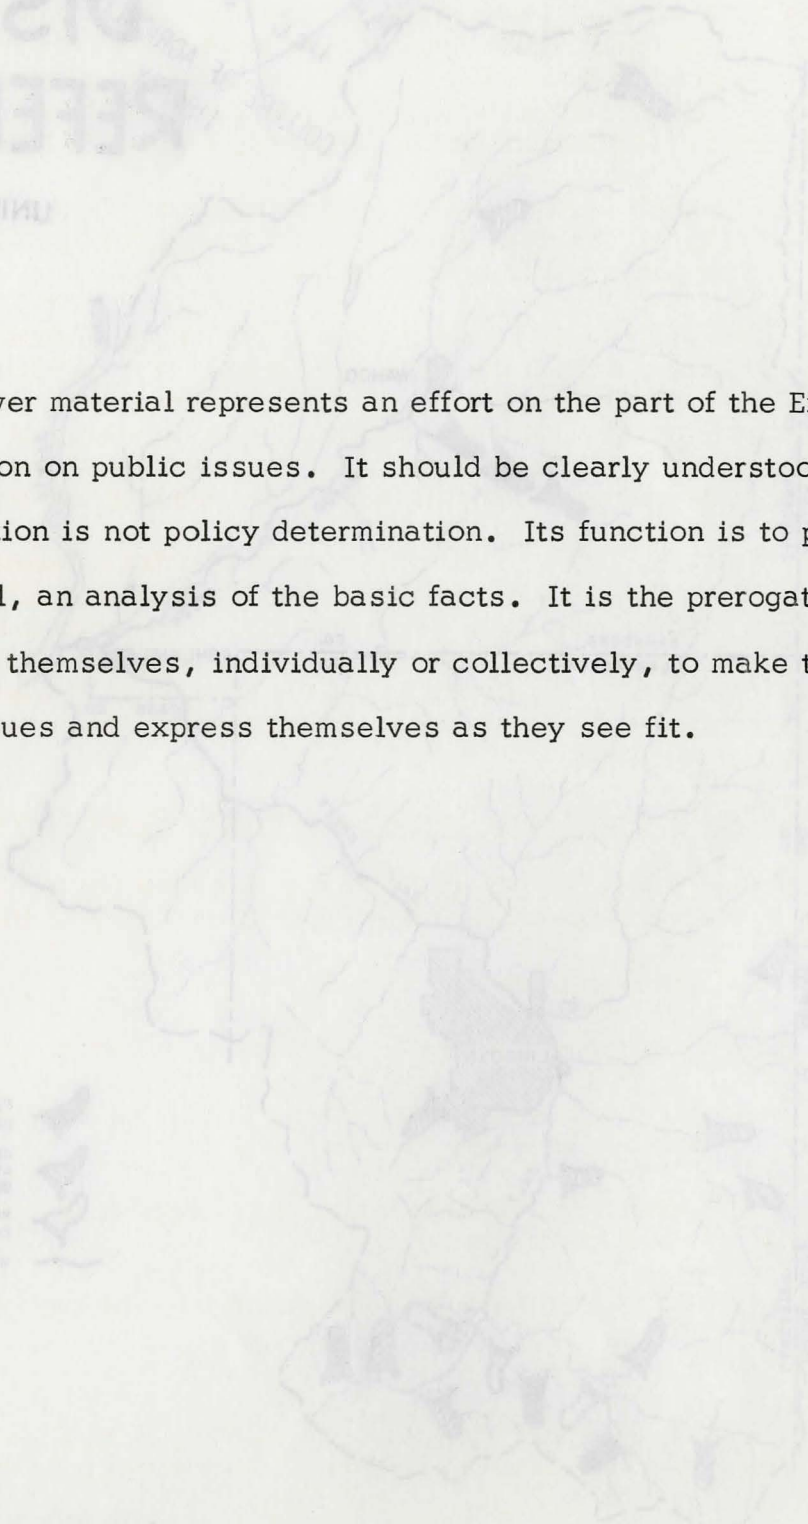 ver material represents an effort on the part of the E
on on public issues. It should be clearly understood
tion is not policy determination. Its function is to p
l, an analysis of the basic facts. It is the prerogat
themselves, individually or collectively, to make t
ues and express themselves as they see fit.